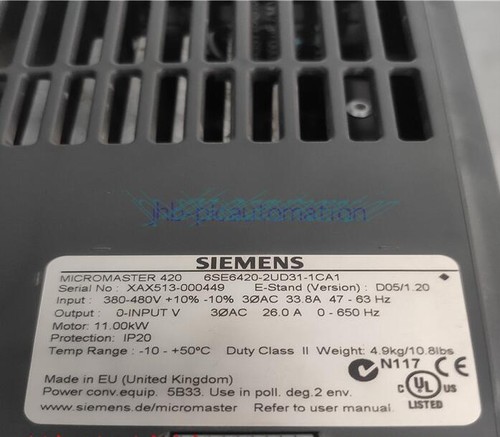 jhc-plcautomation
SIEMENS
MICROMASTER 420 6SE6420-2UD31-1CA1
Serial No : XAX513-000449 E-Stand (Version) : D05/1.20
Input : 380-480V +10% -10% 3ØAC 33.8A 47 - 63 Hz
Output : 0-INPUT V 3ØAC 26.0 A 0 - 650 Hz
Motor: 11.00kW
Protection: IP20
Temp Range : -10 - +50°C Duty Class II Weight: 4.9kg/10.8lbs
N117 CE
Made in EU (United Kingdom)
Power conv.equip. 5B33. Use in poll. deg.2 env.
C UL US
LISTED
www.siemens.de/micromaster Refer to user manual.